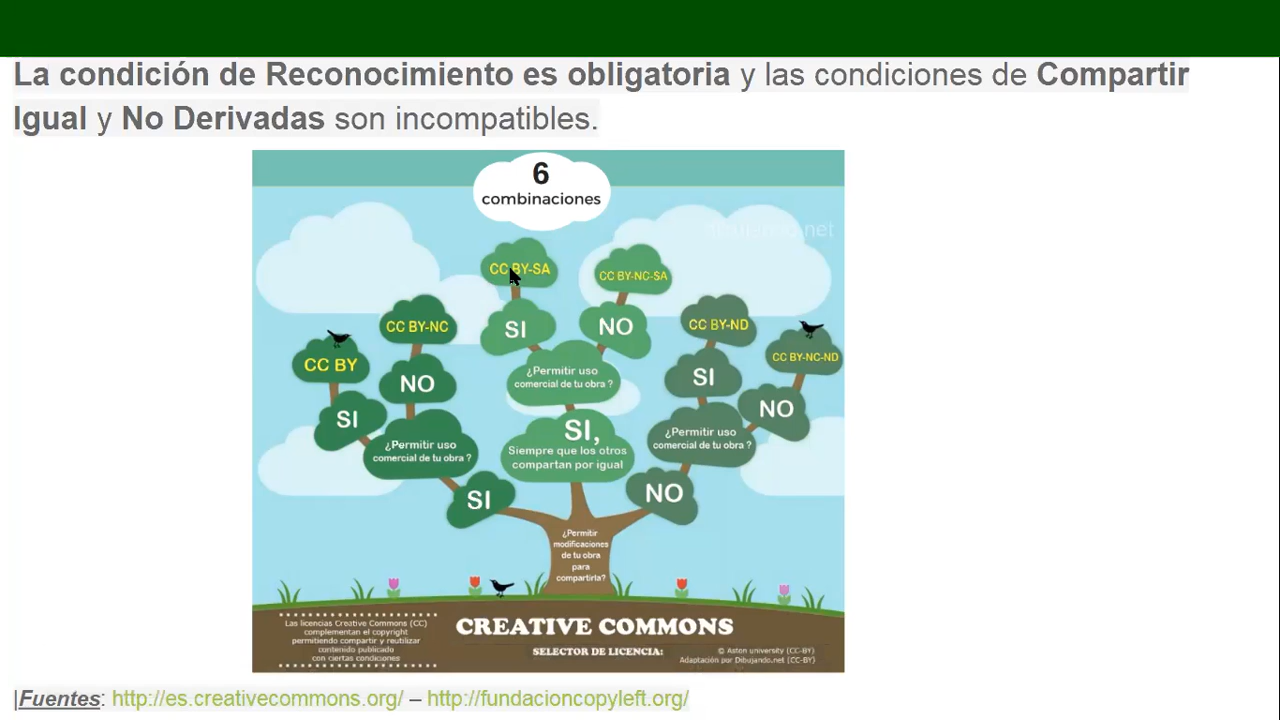 La condición de Reconocimiento es obligatoria y las condiciones de Compartir
Igual y No Derivadas son incompatibles.
6
combinaciones
CC BY-SA
CC BY-NC-SA
CC BY-NC
CC BY-ND
CC BY
CC BY-NC-ND
SI
NO
NO
SI
SI
NO
¿Permitir uso
comercial de tu obra ?
¿Permitir uso
comercial de tu obra ?
¿Permitir uso
comercial de tu obra ?
SI,
Siempre que los otros
compartan por igual
SI
NO
¿Permitir
modificaciones
de tu obra
para
compartirla?
Las licencias Creative Commons (CC)
complementan el copyright
permitiendo compartir y reutilizar
contenido publicado
con ciertas condiciones
CREATIVE COMMONS
SELECTOR DE LICENCIA:
© Aston university (CC-BY)
Adaptación por Dibujando.net (CC-BY)
Fuentes: http://es.creativecommons.org/ – http://fundacioncopyleft.org/